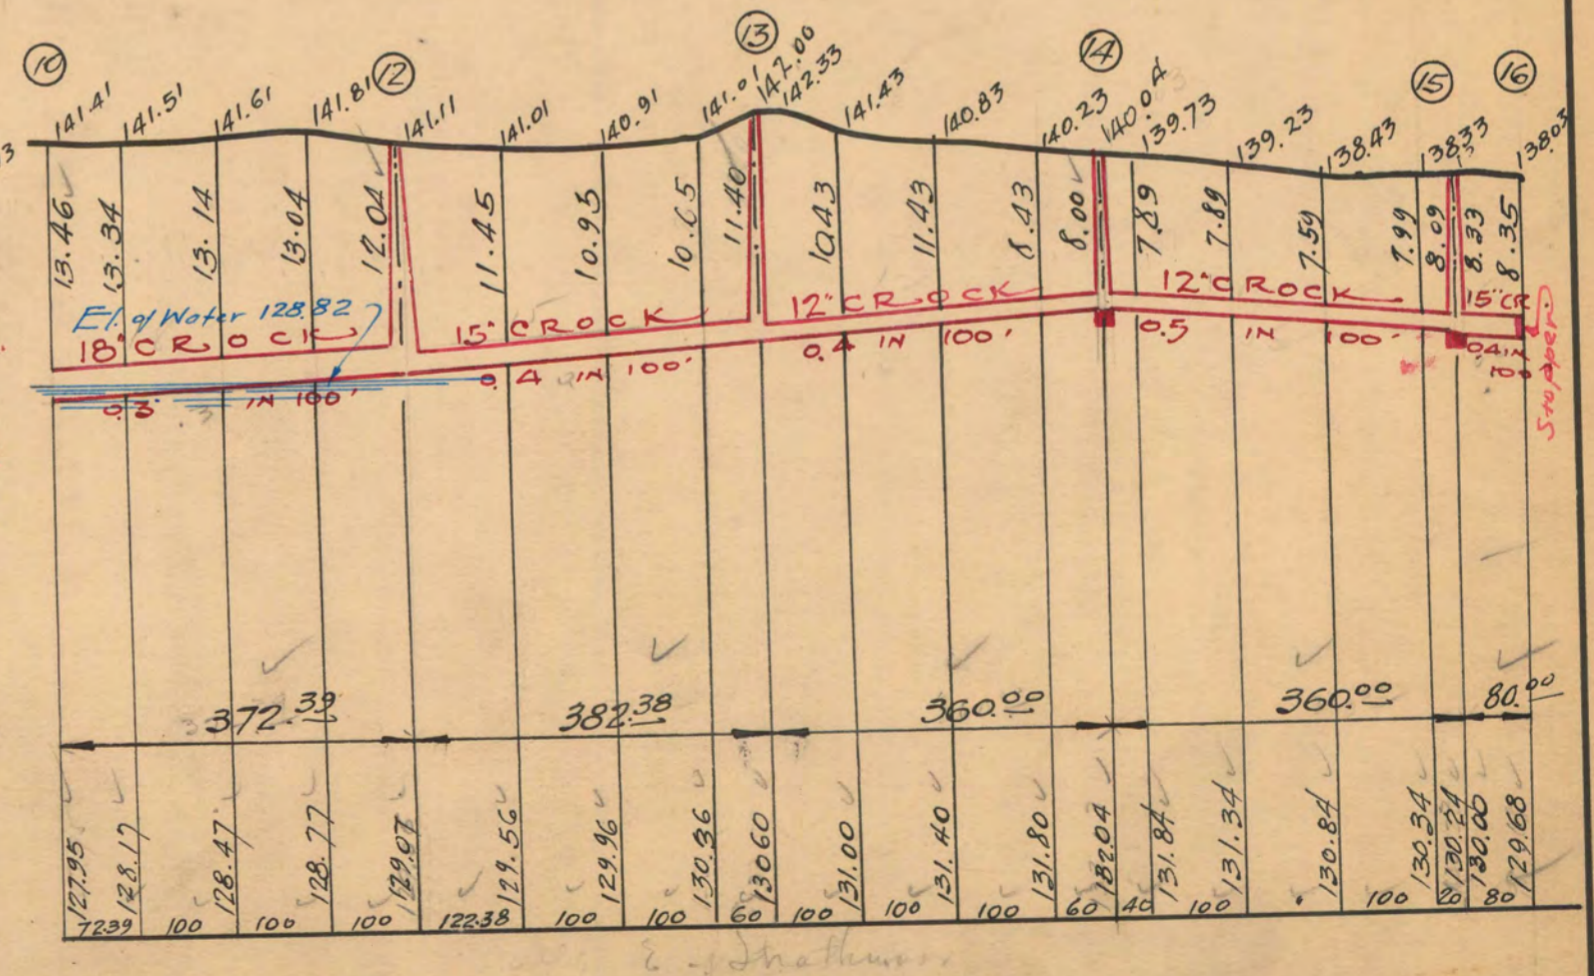 10 12 13 14 15 16
141.41 141.51 141.61 141.81 141.11 141.01 140.91 141.01 142.00 142.33 141.43 140.83 140.23 140.04 139.73 139.23 138.43 138.33 138.03
13.46 13.34 13.14 13.04 12.04 11.45 10.95 10.65 11.40 10.43 11.43 8.43 8.00 7.89 7.89 7.59 7.99 8.09 8.33 8.35
El. of Water 128.82
18" CROCK 15" CROCK 12" CROCK 12" CROCK 15" CR
0.3 IN 100' 0.4 IN 100' 0.4 IN 100' 0.5 IN 100' 0.4 IN 100
Stopper
372.39 382.38 360.00 360.00 80.00
127.95 128.17 128.47 128.77 129.07 129.56 129.96 130.36 130.60 131.00 131.40 131.80 132.04 131.84 131.34 130.84 130.34 130.24 130.00 129.68
72.39 100 100 100 122.38 100 100 60 100 100 100 60 40 100 100 20 80